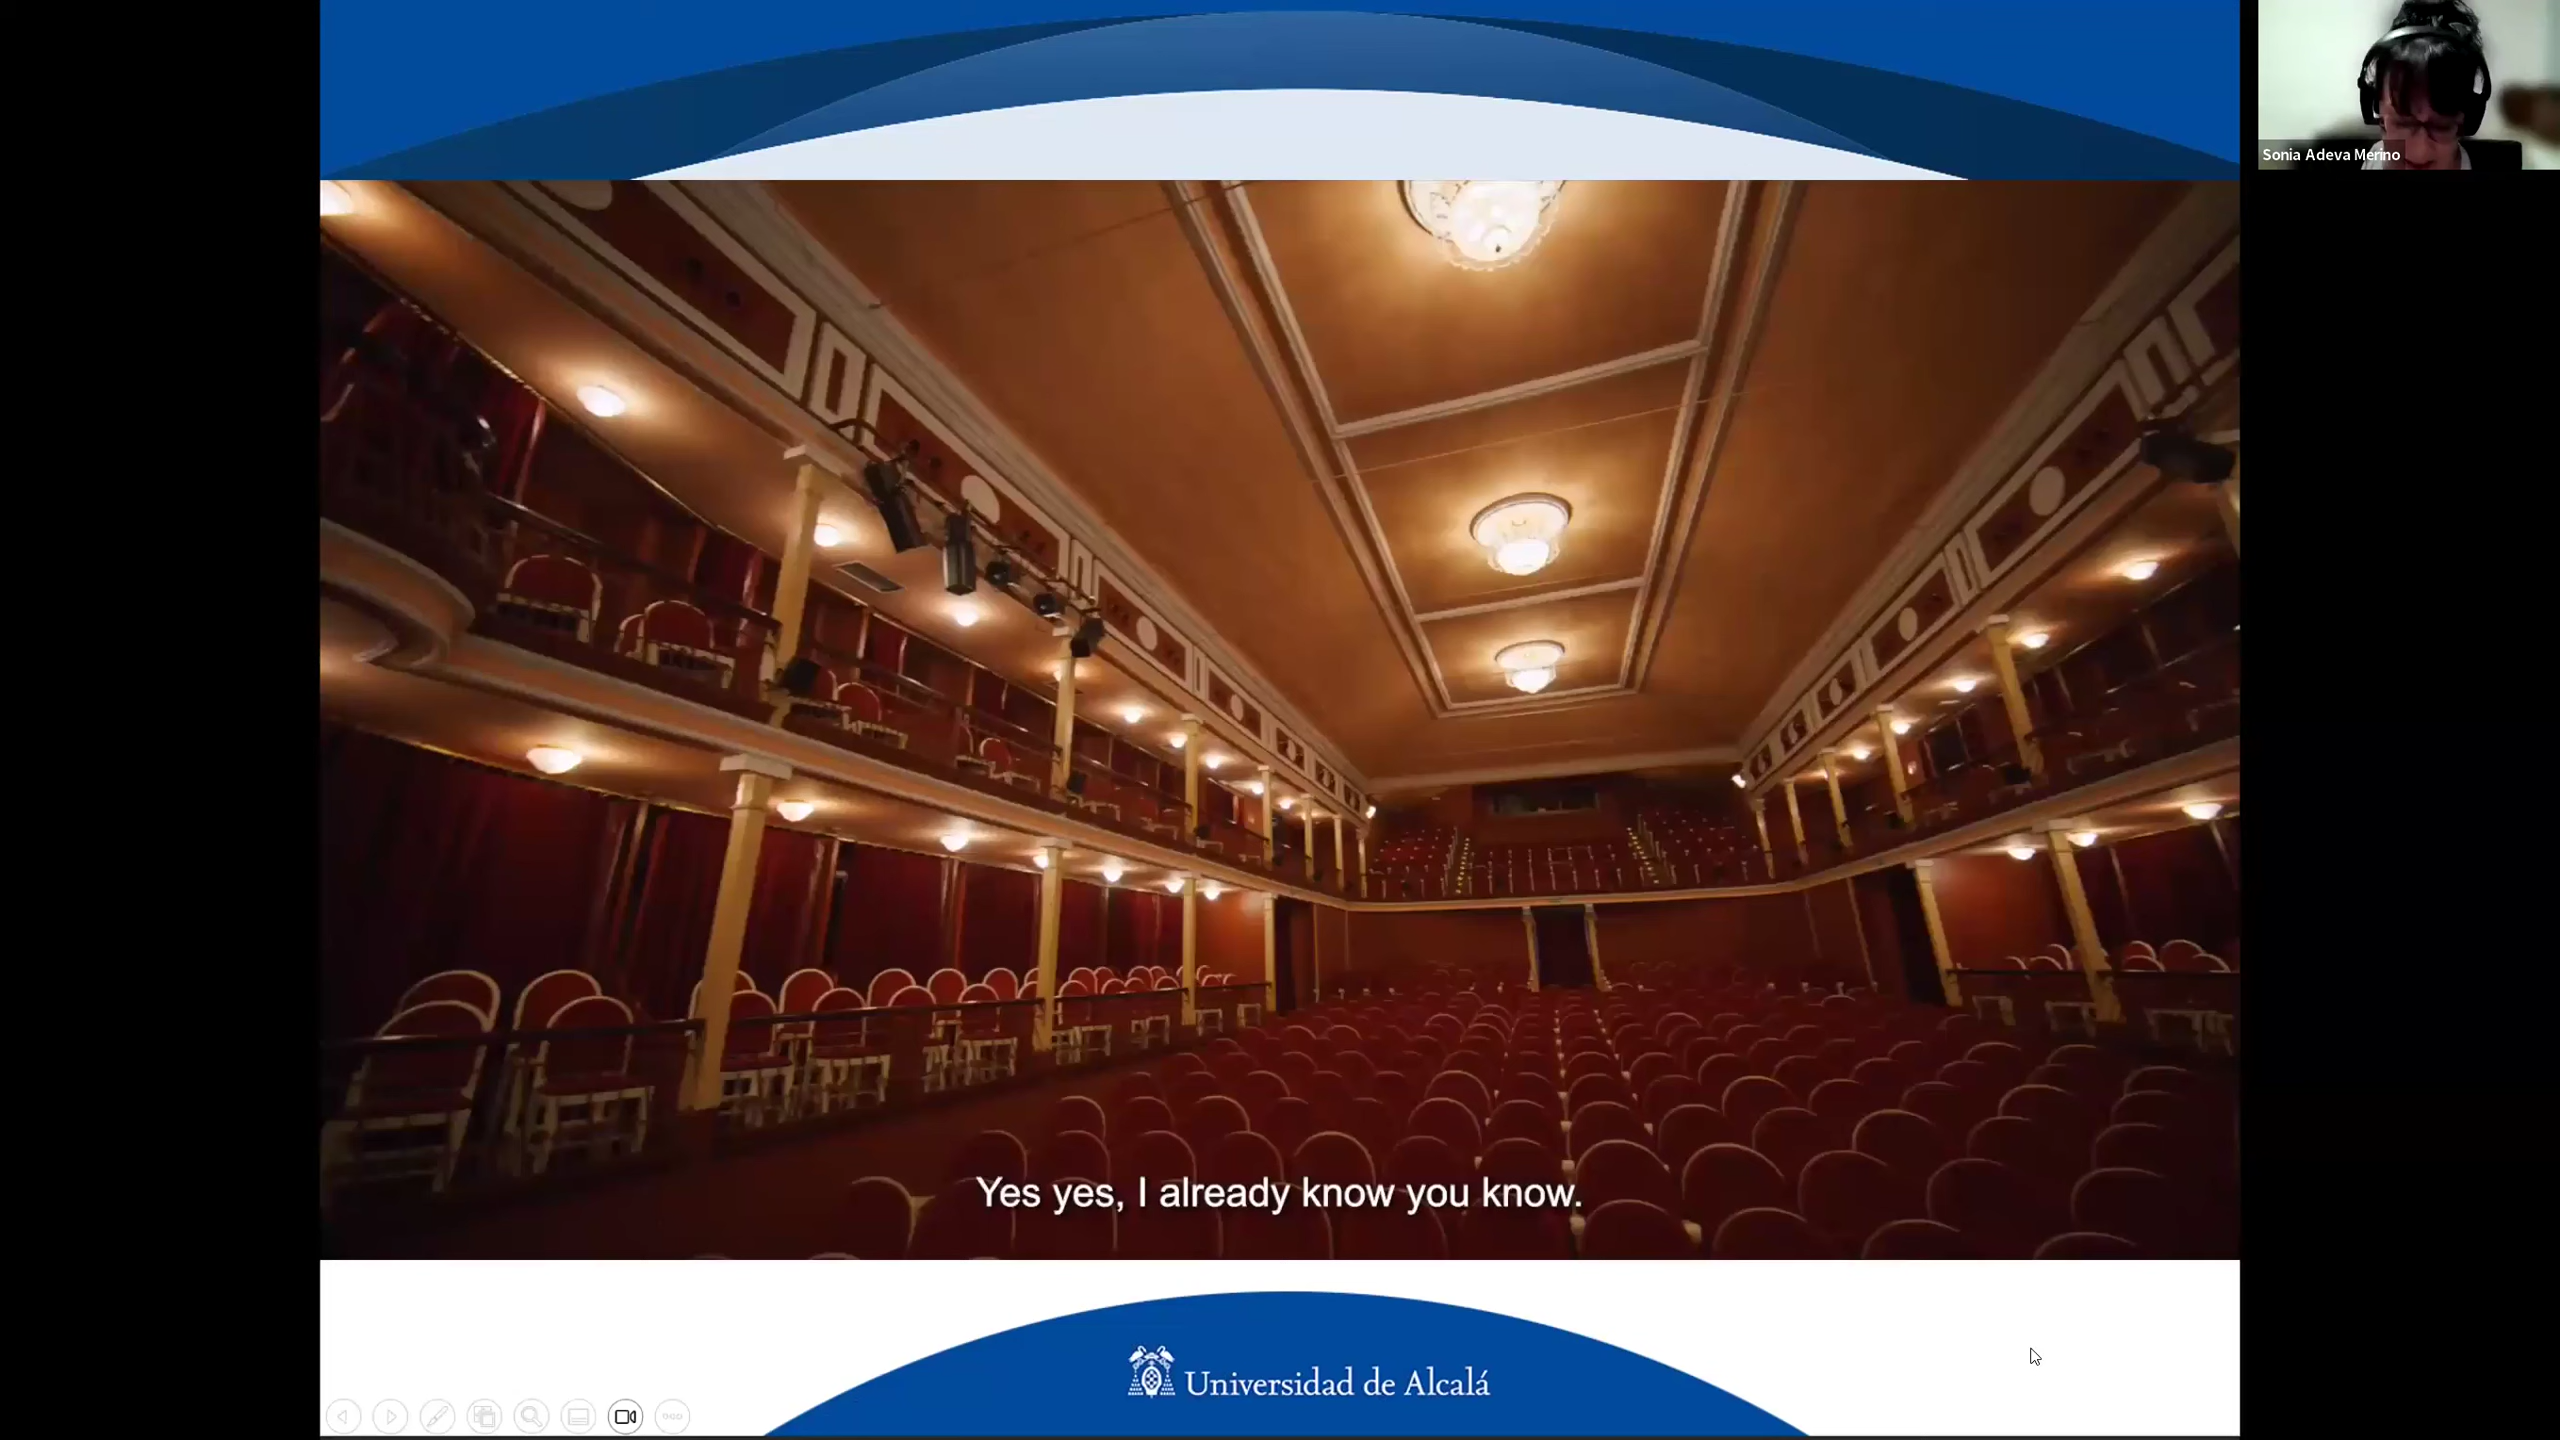 Sonia Adeva Merino
Yes yes, I already know you know.
Universidad de Alcalá